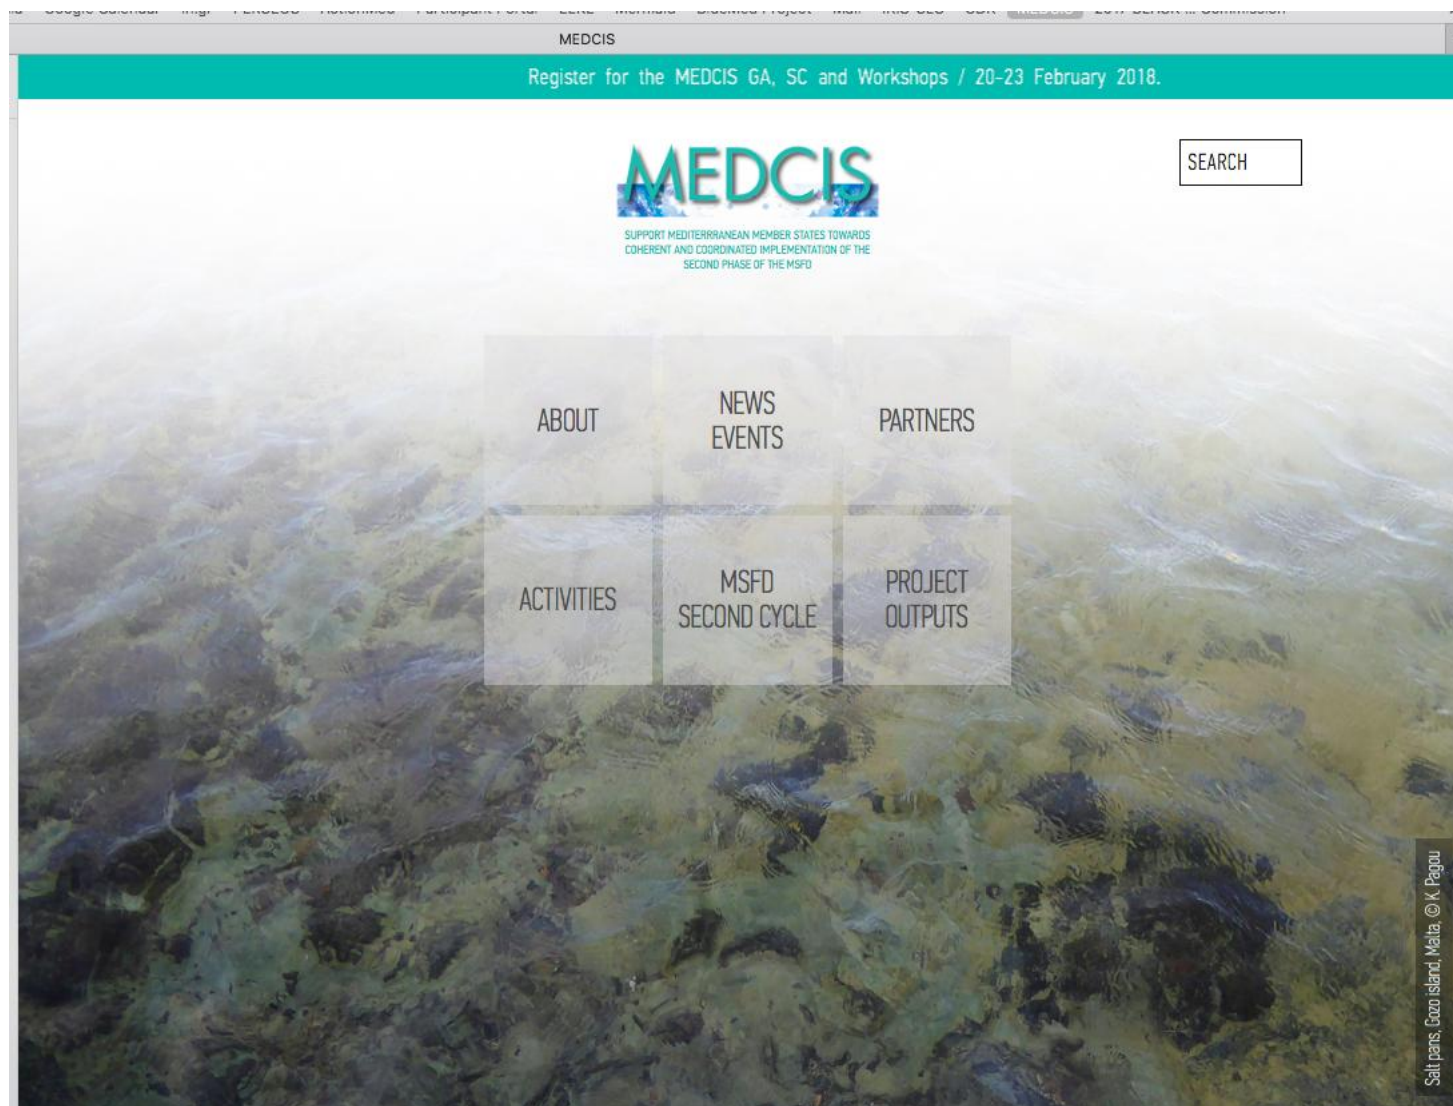 MEDCIS
Register for the MEDCIS GA, SC and Workshops / 20-23 February 2018.
MEDCIS
SEARCH
SUPPORT MEDITERRRANEAN MEMBER STATES TOWARDS
COHERENT AND COORDINATED IMPLEMENTATION OF THE
SECOND PHASE OF THE MSFD
ABOUT
NEWS
EVENTS
PARTNERS
ACTIVITIES
MSFD
SECOND CYCLE
PROJECT
OUTPUTS
Salt pans, Gozo island, Malta, © K. Pagou